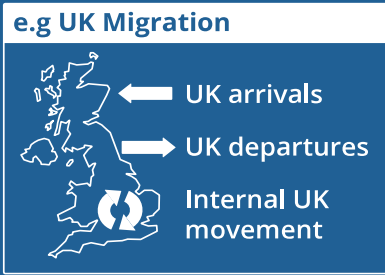 e.g UK Migration
UK arrivals
UK departures
Internal UK
movement